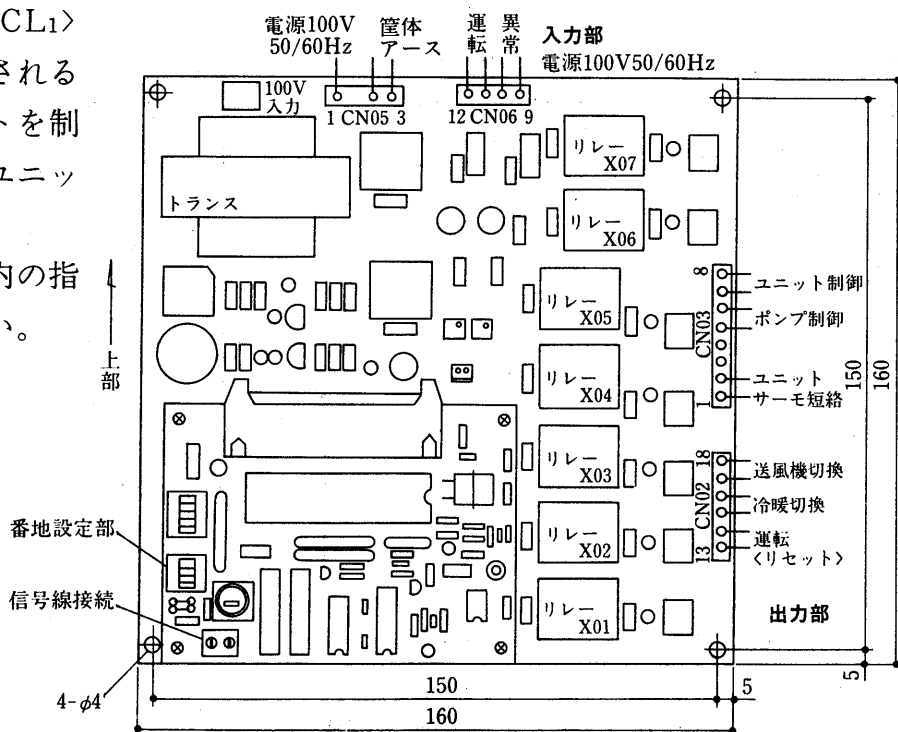 CL₁〉
される
トを制
ユニッ
内の指
い。
上部
電源100V
50/60Hz
筐体
アース
運転
異常
入力部
電源100V50/60Hz
100V
入力
1 CN05 3
12 CN06 9
トランス
リレー
X07
リレー
X06
リレー
X05
リレー
X04
リレー
X03
リレー
X02
リレー
X01
8
CN03
1
ユニット制御
ポンプ制御
ユニット
サーモ短絡
18
CN02
13
送風機切換
冷暖切換
運転
〈リセット〉
出力部
番地設定部
信号線接続
4-φ4
150
160
5
150
160
5